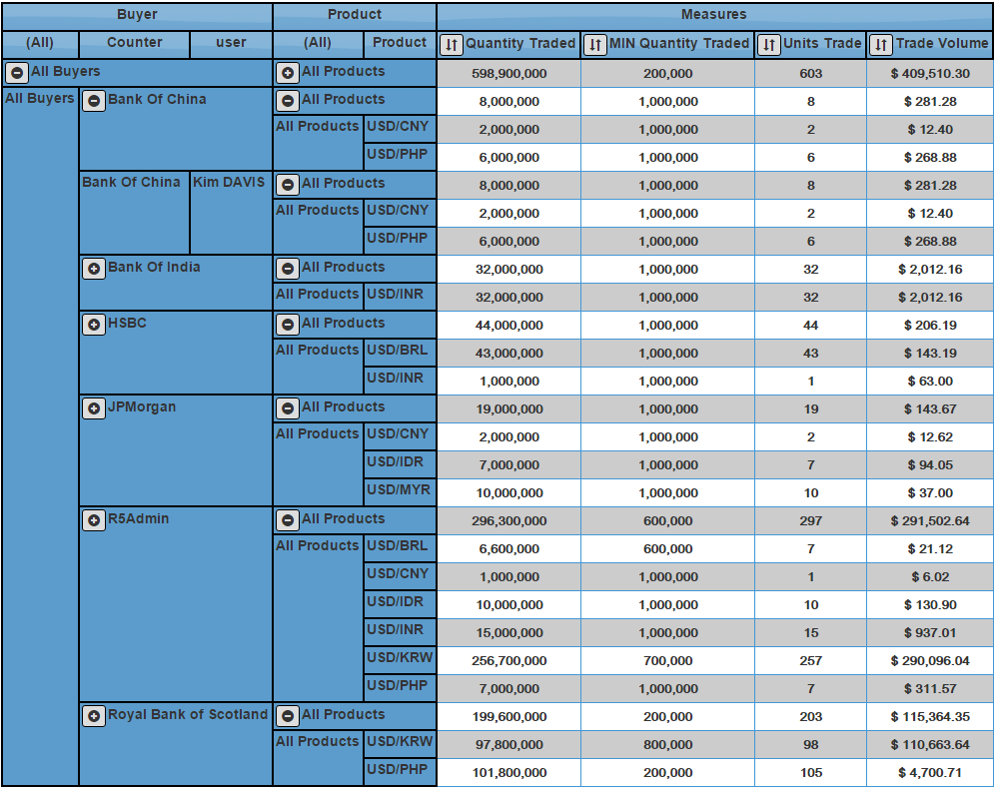 Buyer Product Measures
(All) Counter user (All) Product Quantity Traded MIN Quantity Traded Units Trade Trade Volume
All Buyers All Products 598,900,000 200,000 603 $ 409,510.30
All Buyers Bank Of China All Products 8,000,000 1,000,000 8 $ 281.28
All Products USD/CNY 2,000,000 1,000,000 2 $ 12.40
USD/PHP 6,000,000 1,000,000 6 $ 268.88
Bank Of China Kim DAVIS All Products 8,000,000 1,000,000 8 $ 281.28
All Products USD/CNY 2,000,000 1,000,000 2 $ 12.40
USD/PHP 6,000,000 1,000,000 6 $ 268.88
Bank Of India All Products 32,000,000 1,000,000 32 $ 2,012.16
All Products USD/INR 32,000,000 1,000,000 32 $ 2,012.16
HSBC All Products 44,000,000 1,000,000 44 $ 206.19
All Products USD/BRL 43,000,000 1,000,000 43 $ 143.19
USD/INR 1,000,000 1,000,000 1 $ 63.00
JPMorgan All Products 19,000,000 1,000,000 19 $ 143.67
All Products USD/CNY 2,000,000 1,000,000 2 $ 12.62
USD/IDR 7,000,000 1,000,000 7 $ 94.05
USD/MYR 10,000,000 1,000,000 10 $ 37.00
R5Admin All Products 296,300,000 600,000 297 $ 291,502.64
All Products USD/BRL 6,600,000 600,000 7 $ 21.12
USD/CNY 1,000,000 1,000,000 1 $ 6.02
USD/IDR 10,000,000 1,000,000 10 $ 130.90
USD/INR 15,000,000 1,000,000 15 $ 937.01
USD/KRW 256,700,000 700,000 257 $ 290,096.04
USD/PHP 7,000,000 1,000,000 7 $ 311.57
Royal Bank of Scotland All Products 199,600,000 200,000 203 $ 115,364.35
All Products USD/KRW 97,800,000 800,000 98 $ 110,663.64
USD/PHP 101,800,000 200,000 105 $ 4,700.71